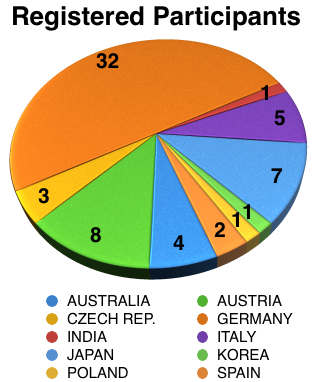 Registered Participants
32
1
5
7
1
1
2
4
8
3
AUSTRALIA AUSTRIA
CZECH REP. GERMANY
INDIA ITALY
JAPAN KOREA
POLAND SPAIN